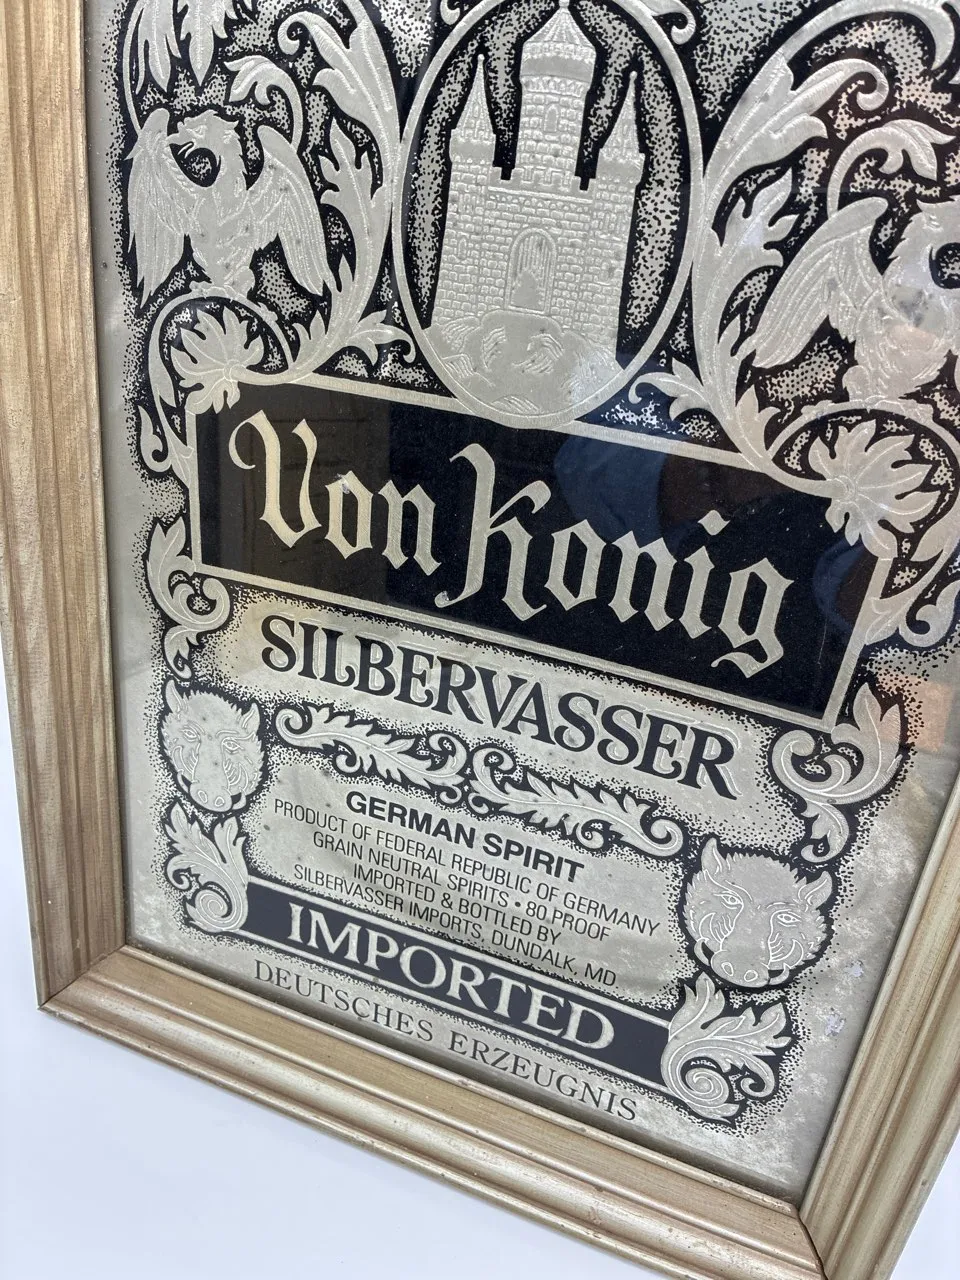 Von Konig
SILBERVASSER
GERMAN SPIRIT
PRODUCT OF FEDERAL REPUBLIC OF GERMANY
GRAIN NEUTRAL SPIRITS • 80 PROOF
IMPORTED & BOTTLED BY
SILBERVASSER IMPORTS, DUNDALK, MD
IMPORTED
DEUTSCHES ERZEUGNIS